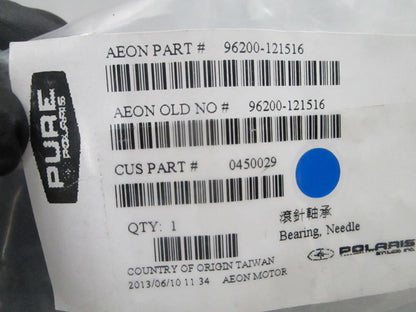 PURE
POLARIS
AEON PART # 96200-121516
AEON OLD NO # 96200-121516
CUS PART # 0450029
QTY: 1
滾針軸承
Bearing, Needle
POLARIS
COUNTRY OF ORIGIN TAIWAN
2013/06/10 11:34 AEON MOTOR